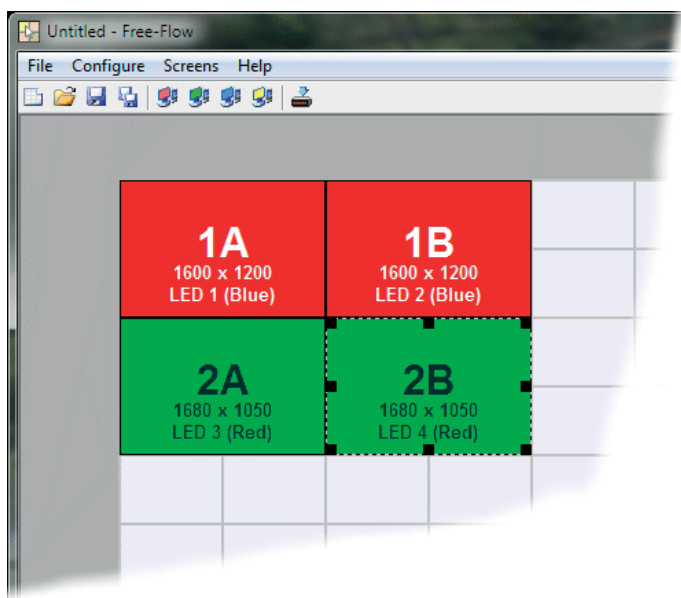 Untitled - Free-Flow
File Configure Screens Help
1A
1600 x 1200
LED 1 (Blue)
1B
1600 x 1200
LED 2 (Blue)
2A
1680 x 1050
LED 3 (Red)
2B
1680 x 1050
LED 4 (Red)